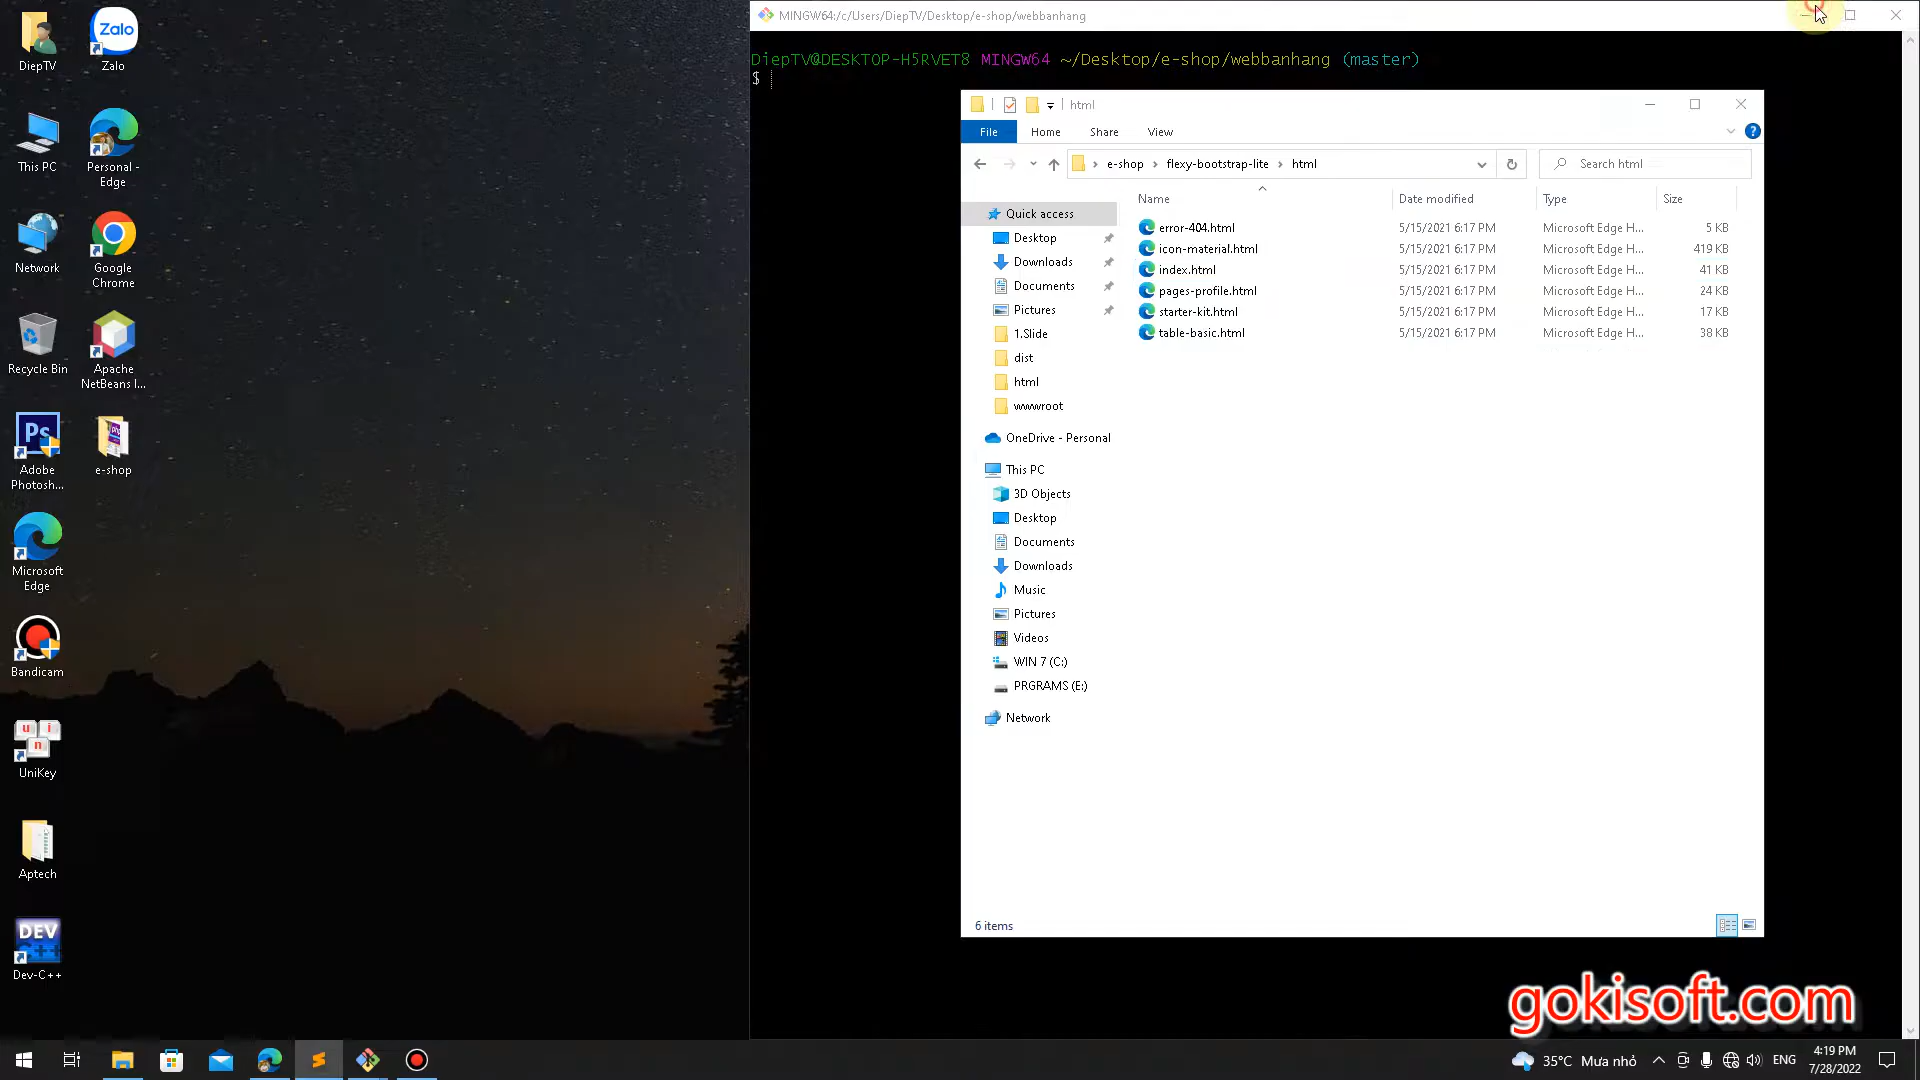 DiepTV
Zalo
This PC
Personal -
Edge
Network
Google
Chrome
Recycle Bin
Apache
NetBeans I...
Ps
Adobe
Photosh...
e-shop
Microsoft
Edge
Bandicam
UniKey
Aptech
DEV
C++
Dev-C++
MINGW64:/c/Users/DiepTV/Desktop/e-shop/webbanhang
DiepTV@DESKTOP-H5RVET8 MINGW64 ~/Desktop/e-shop/webbanhang (master)
$
html
File Home Share View
e-shop › flexy-bootstrap-lite › html
Search html
Name Date modified Type Size
error-404.html 5/15/2021 6:17 PM Microsoft Edge H... 5 KB
icon-material.html 5/15/2021 6:17 PM Microsoft Edge H... 419 KB
index.html 5/15/2021 6:17 PM Microsoft Edge H... 41 KB
pages-profile.html 5/15/2021 6:17 PM Microsoft Edge H... 24 KB
starter-kit.html 5/15/2021 6:17 PM Microsoft Edge H... 17 KB
table-basic.html 5/15/2021 6:17 PM Microsoft Edge H... 38 KB
Quick access
Desktop
Downloads
Documents
Pictures
1.Slide
dist
html
wwwroot
OneDrive - Personal
This PC
3D Objects
Desktop
Documents
Downloads
Music
Pictures
Videos
WIN 7 (C:)
PRGRAMS (E:)
Network
6 items
gokisoft.com
35°C Mưa nhỏ
ENG
4:19 PM
7/28/2022